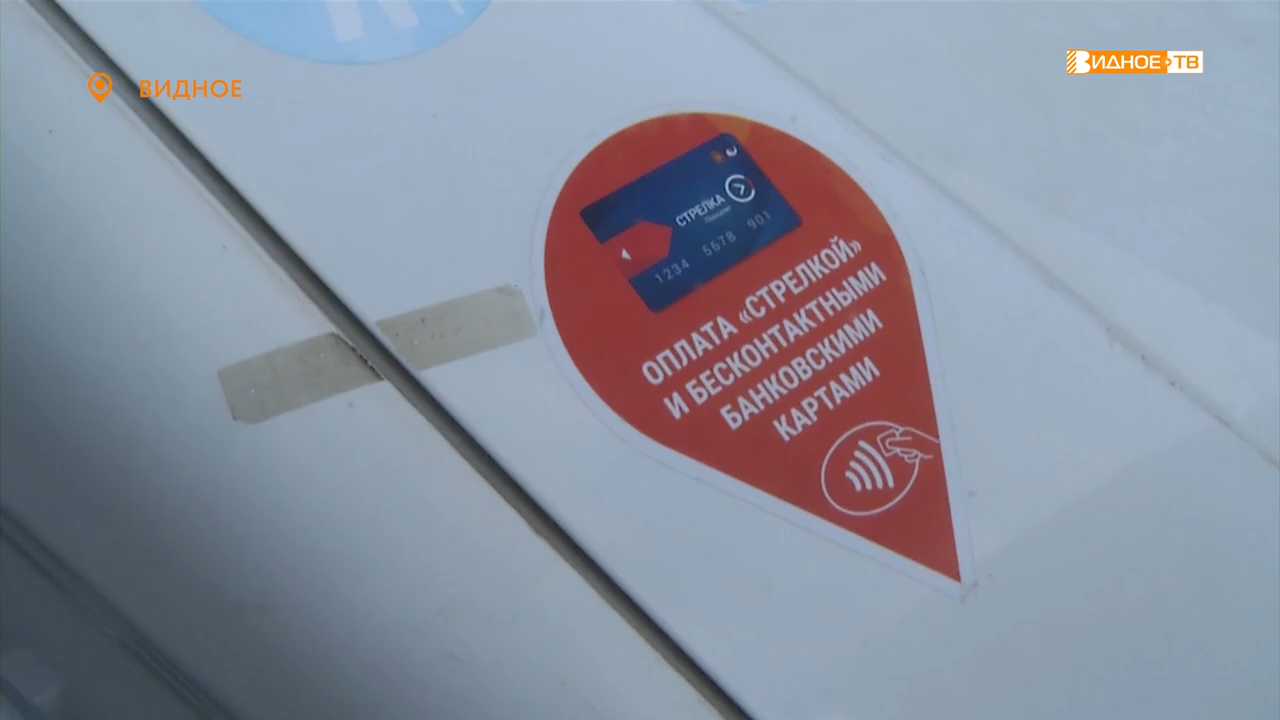 ВИДНОЕ
ВИДНОЕ ТВ
СТРЕЛКА
1234 5678 901
ОПЛАТА «СТРЕЛКОЙ»
И БЕСКОНТАКТНЫМИ
БАНКОВСКИМИ
КАРТАМИ